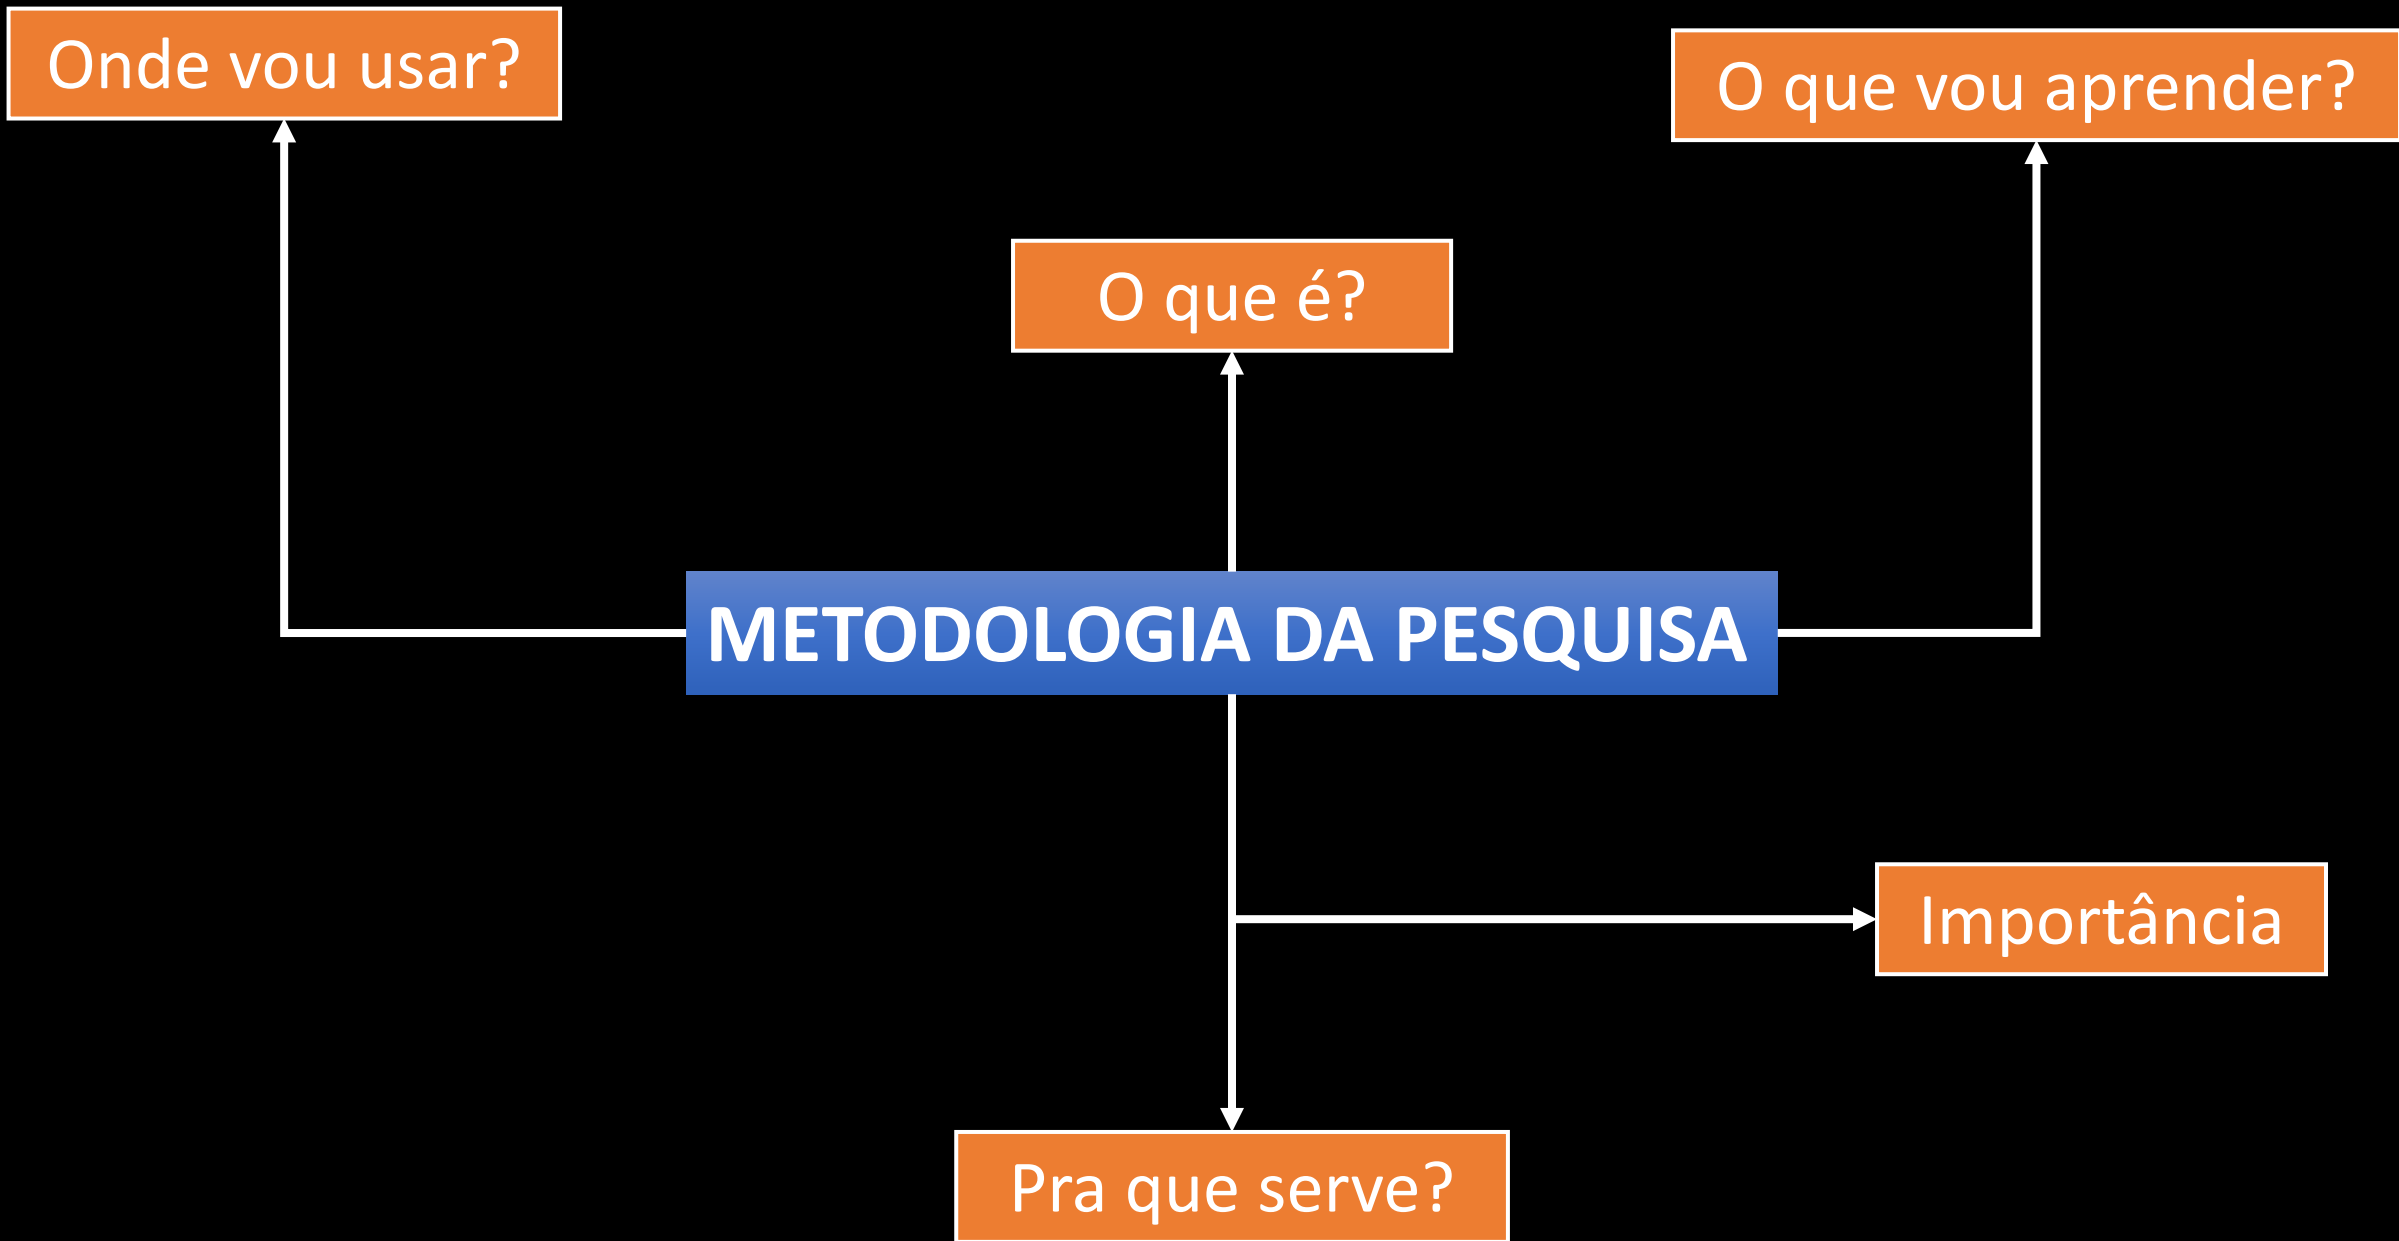 Onde vou usar?
O que vou aprender?
O que é?
METODOLOGIA DA PESQUISA
Importância
Pra que serve?